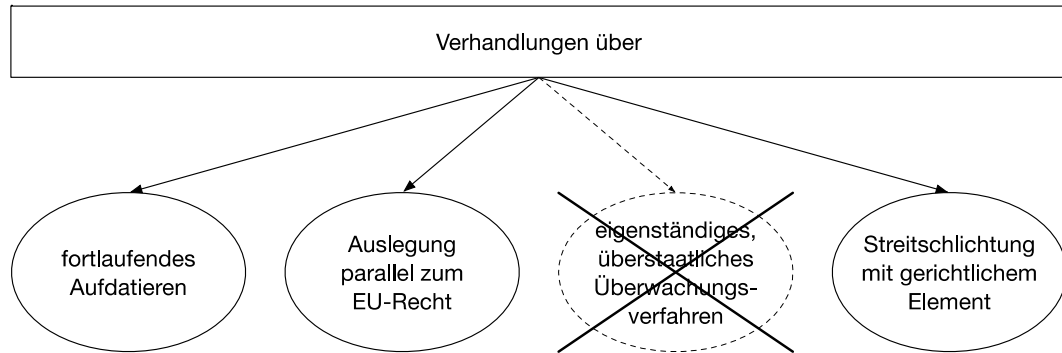 Verhandlungen über
fortlaufendes
Aufdatieren
Auslegung
parallel zum
EU-Recht
eigenständiges,
überstaatliches
Überwachungs-
verfahren
Streitschlichtung
mit gerichtlichem
Element